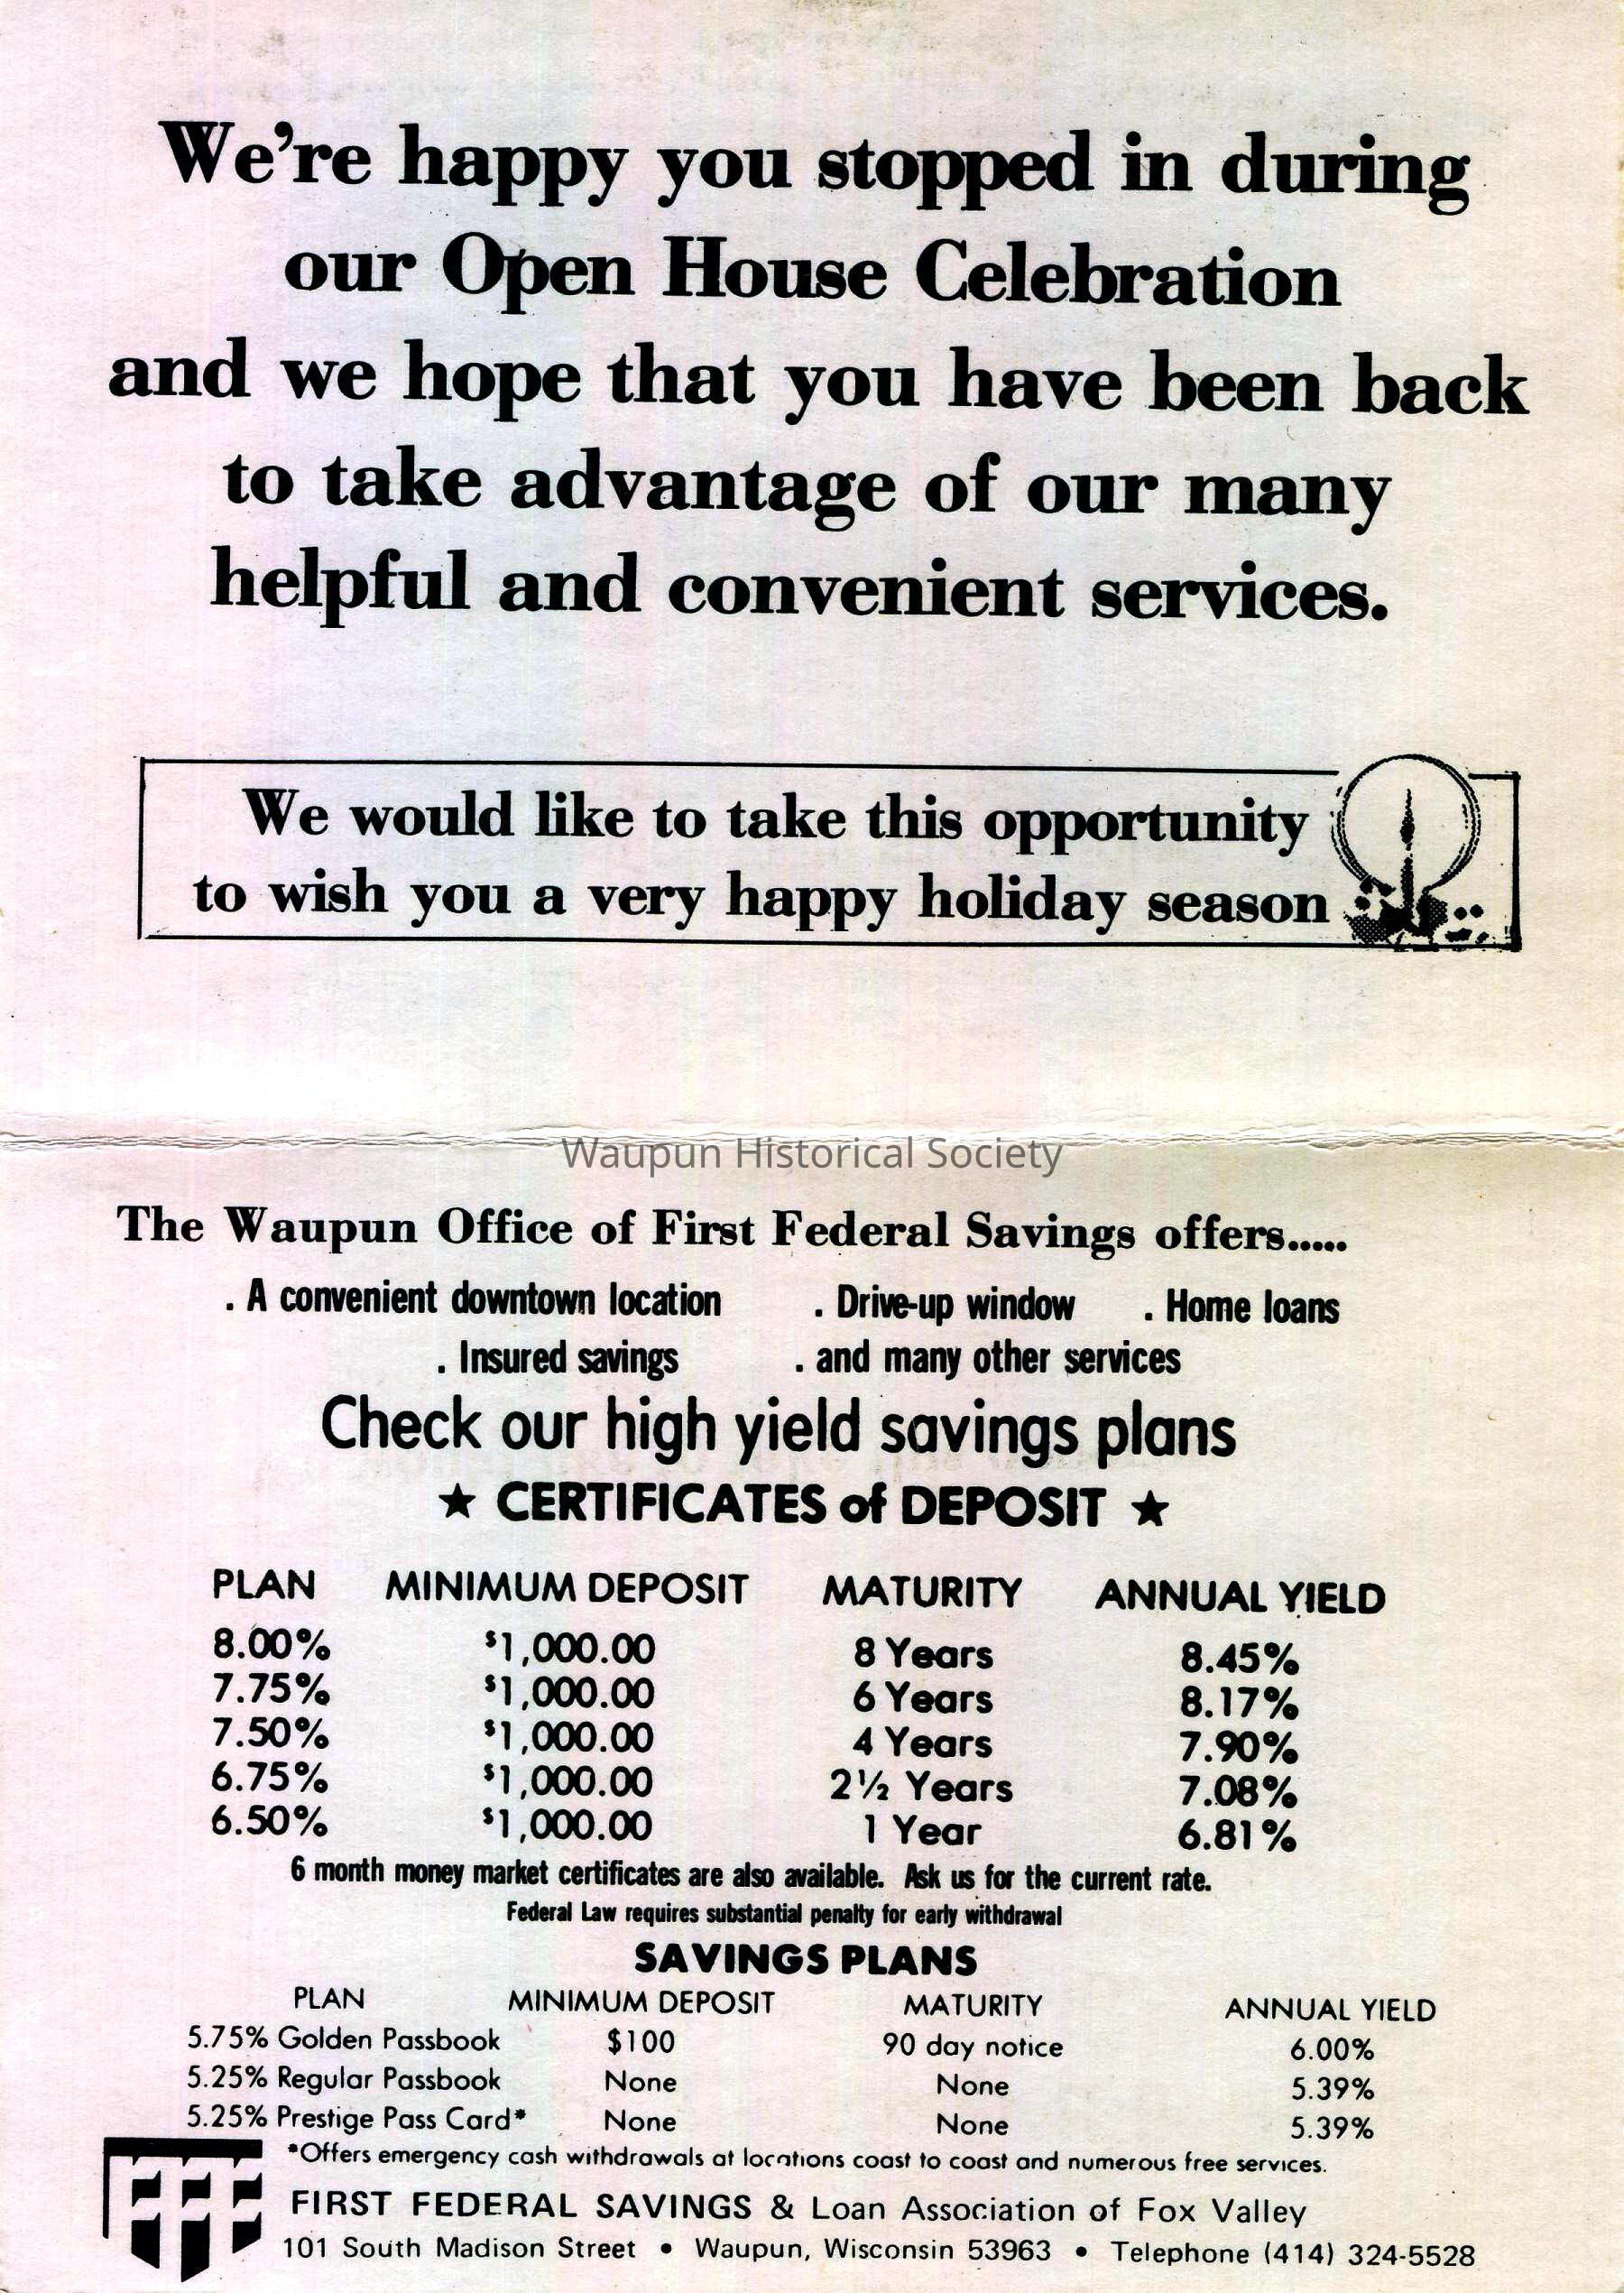 We're happy you stopped in during
our Open House Celebration
and we hope that you have been back
to take advantage of our many
helpful and convenient services.
We would like to take this opportunity
to wish you a very happy holiday season
Waupun Historical Society
The Waupun Office of First Federal Savings offers.....
. A convenient downtown location . Drive-up window . Home loans
. Insured savings . and many other services
Check our high yield savings plans
★ CERTIFICATES of DEPOSIT ★
PLAN MINIMUM DEPOSIT MATURITY ANNUAL YIELD
8.00% $1,000.00 8 Years 8.45%
7.75% $1,000.00 6 Years 8.17%
7.50% $1,000.00 4 Years 7.90%
6.75% $1,000.00 2½ Years 7.08%
6.50% $1,000.00 1 Year 6.81%
6 month money market certificates are also available. Ask us for the current rate.
Federal Law requires substantial penalty for early withdrawal
SAVINGS PLANS
PLAN MINIMUM DEPOSIT MATURITY ANNUAL YIELD
5.75% Golden Passbook $100 90 day notice 6.00%
5.25% Regular Passbook None None 5.39%
5.25% Prestige Pass Card* None None 5.39%
*Offers emergency cash withdrawals at locations coast to coast and numerous free services.
FIRST FEDERAL SAVINGS & Loan Association of Fox Valley
101 South Madison Street • Waupun, Wisconsin 53963 • Telephone (414) 324-5528